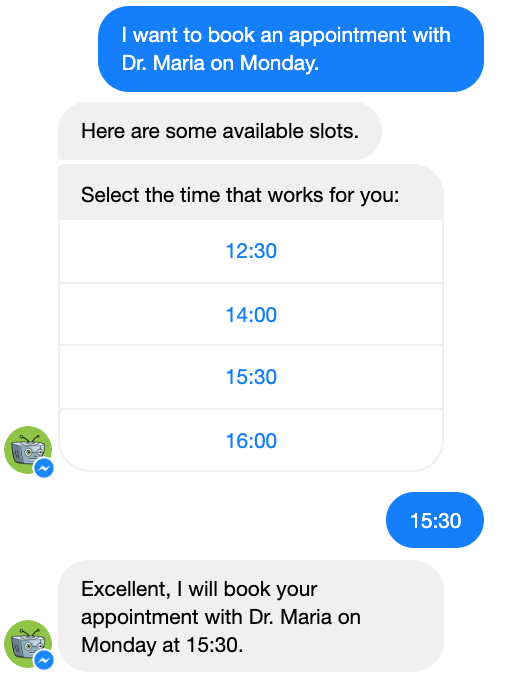 I want to book an appointment with
Dr. Maria on Monday.
Here are some available slots.
Select the time that works for you:
12:30
14:00
15:30
16:00
15:30
Excellent, I will book your
appointment with Dr. Maria on
Monday at 15:30.